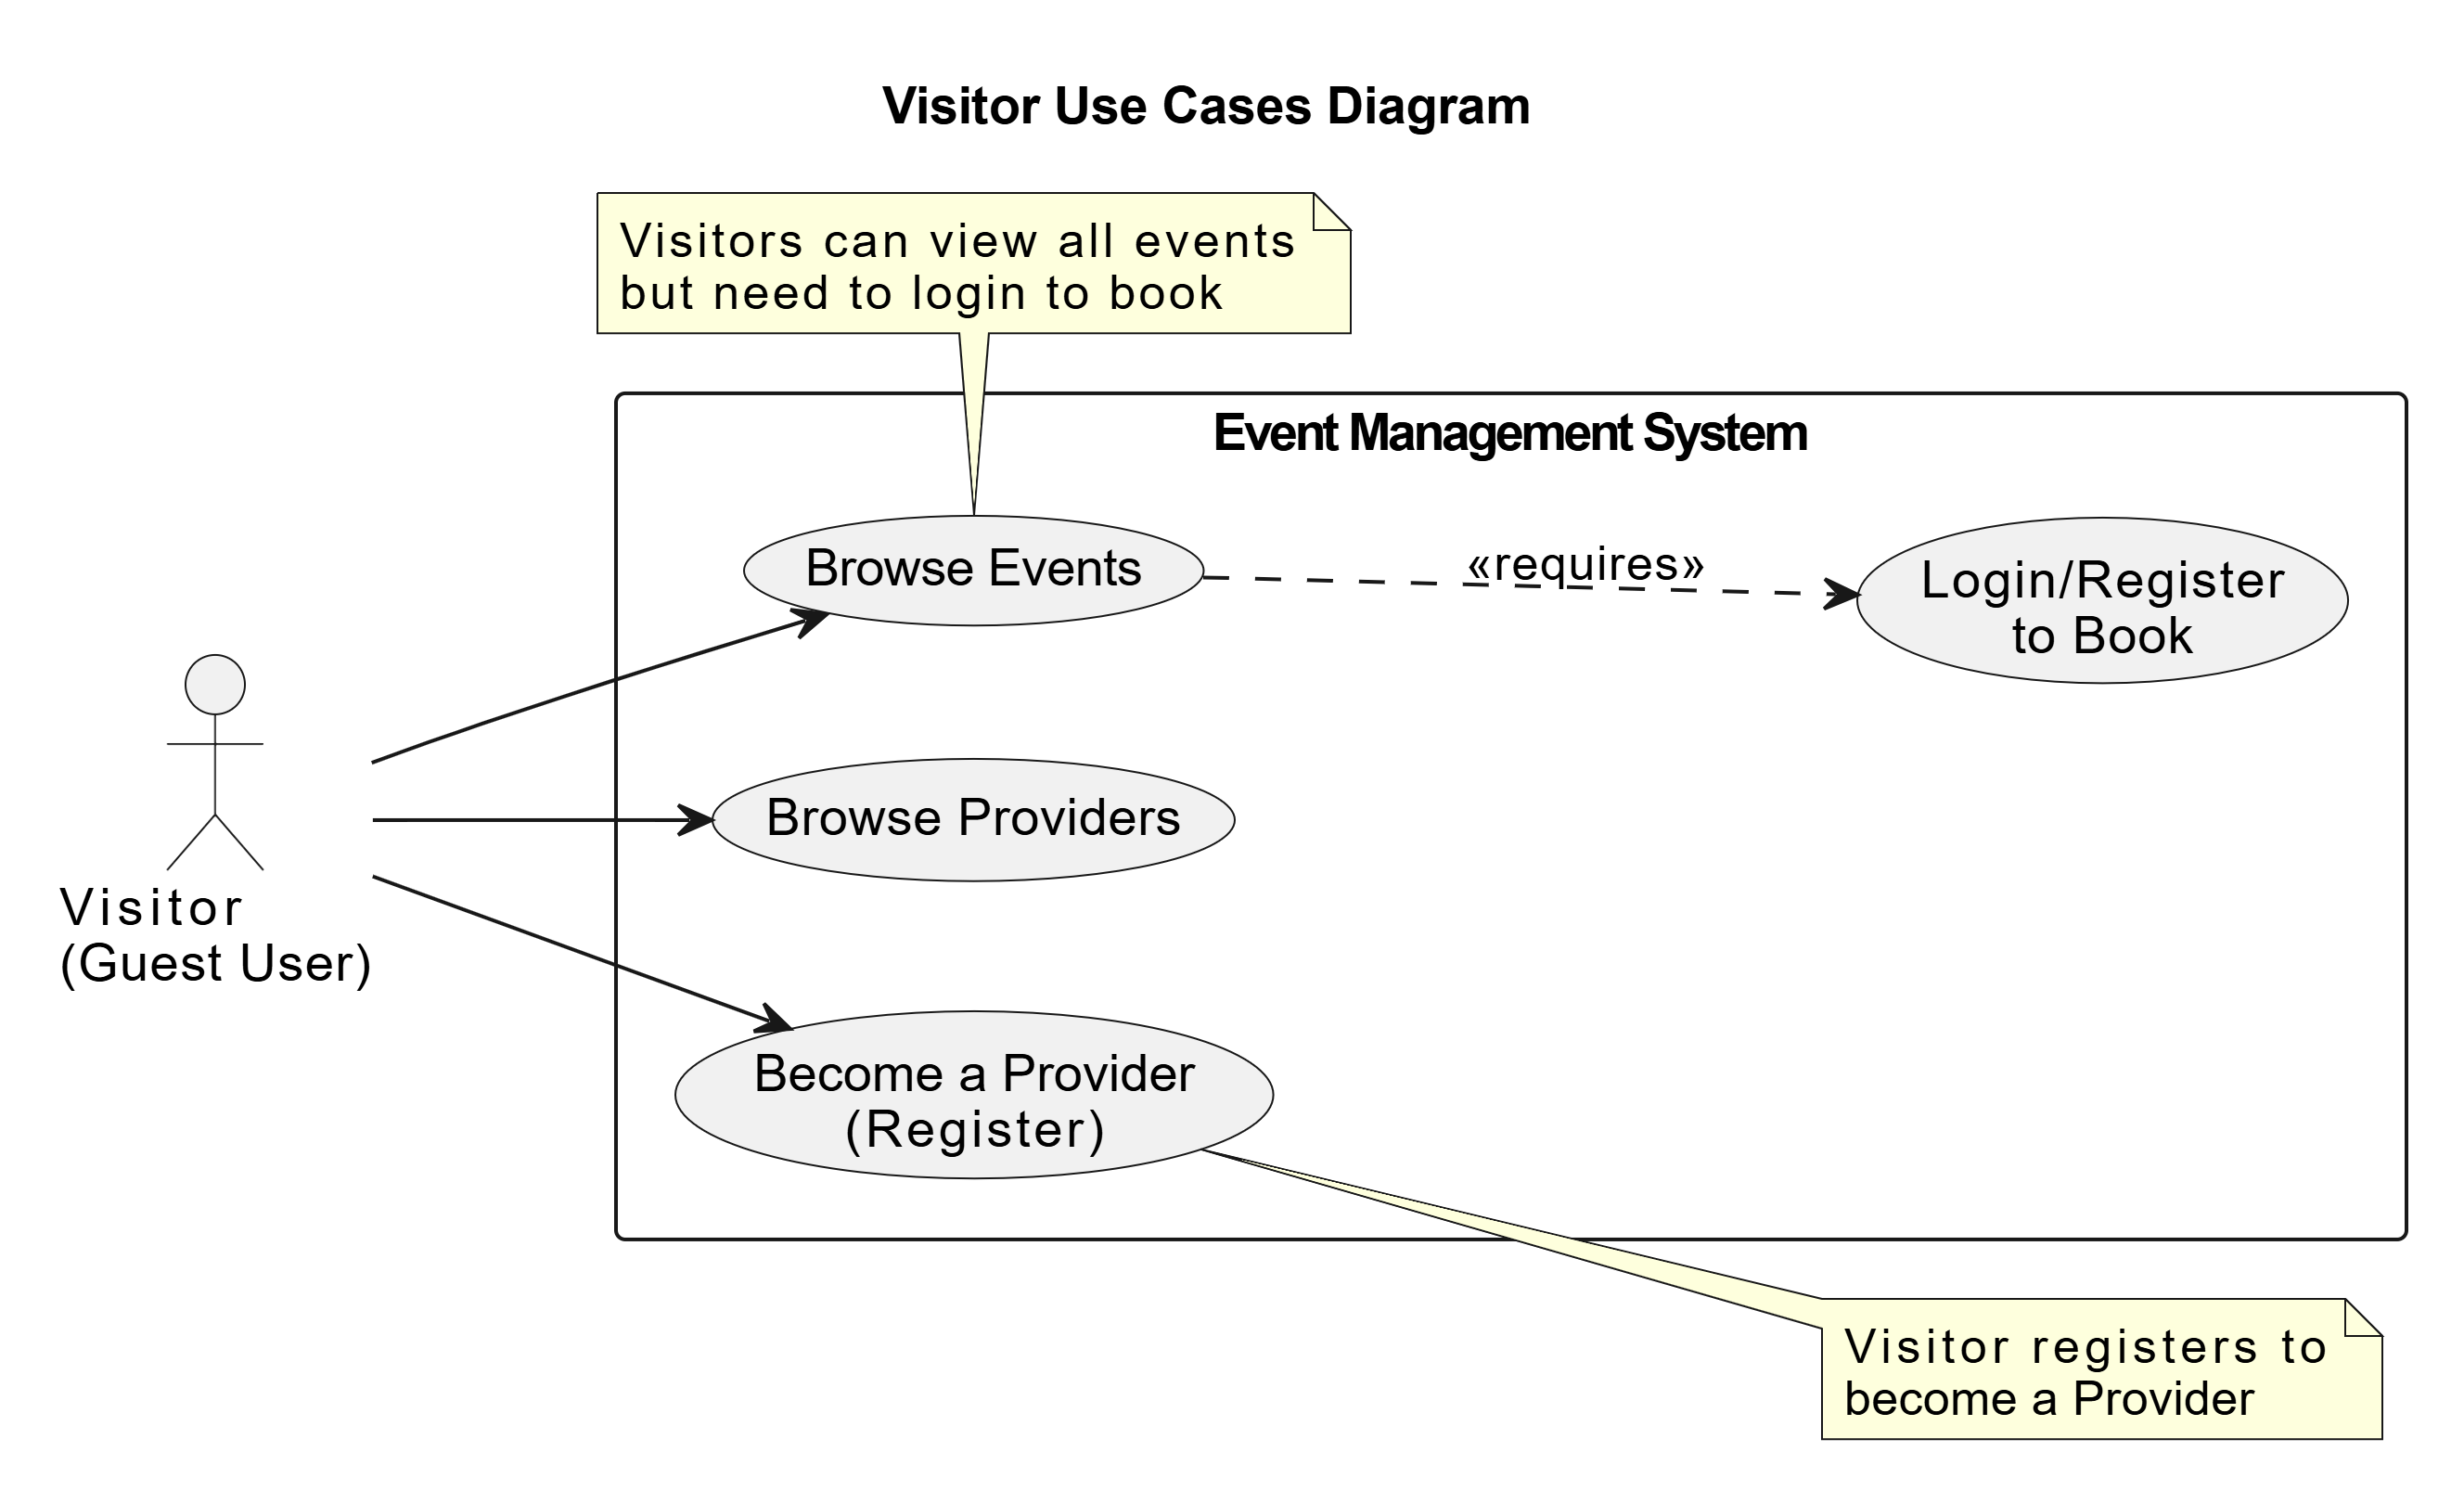 Visitor Use Cases Diagram
Visitors can view all events
but need to login to book
Event Management System
Browse Events
«requires»
Login/Register
to Book
Visitor
(Guest User)
Browse Providers
Become a Provider
(Register)
Visitor registers to
become a Provider